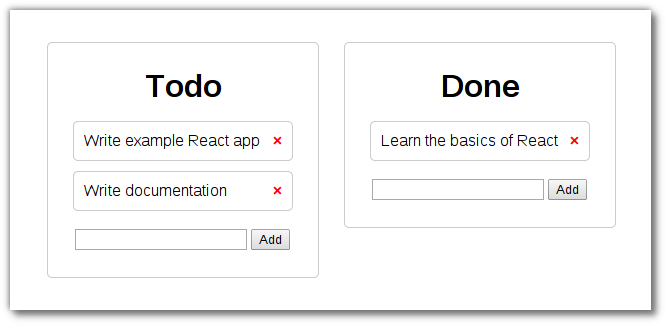 Todo
Write example React app ×
Write documentation ×
Add
Done
Learn the basics of React ×
Add